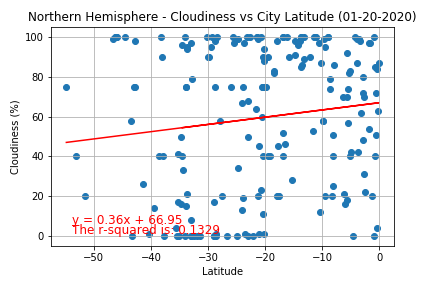 Northern Hemisphere - Cloudiness vs City Latitude (01-20-2020)
100
80
60
40
20
0
Cloudiness (%)
y = 0.36x + 66.95
The r-squared is: 0.1329
−50
−40
−30
−20
−10
0
Latitude